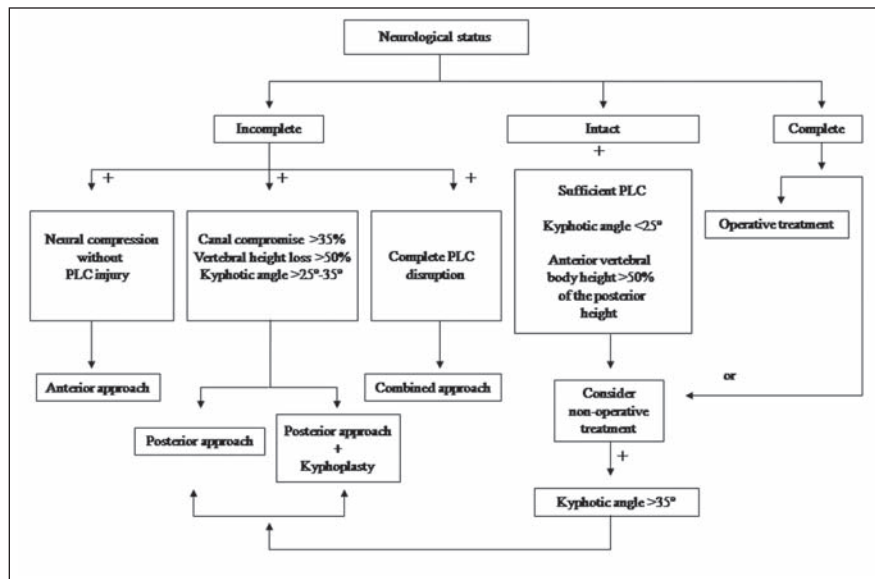 Neurological status
Incomplete
Intact
Complete
+
+
+
+
Neural compression
without
PLC injury
Canal compromise >35%
Vertebral height loss >50%
Kyphotic angle >25°-35°
Complete PLC
disruption
Sufficient PLC
Kyphotic angle <25°
Anterior vertebral
body height >50%
of the posterior
height
Operative treatment
Anterior approach
Combined approach
or
Consider
non-operative
treatment
Posterior approach
Posterior approach
+
Kyphoplasty
+
Kyphotic angle >35°